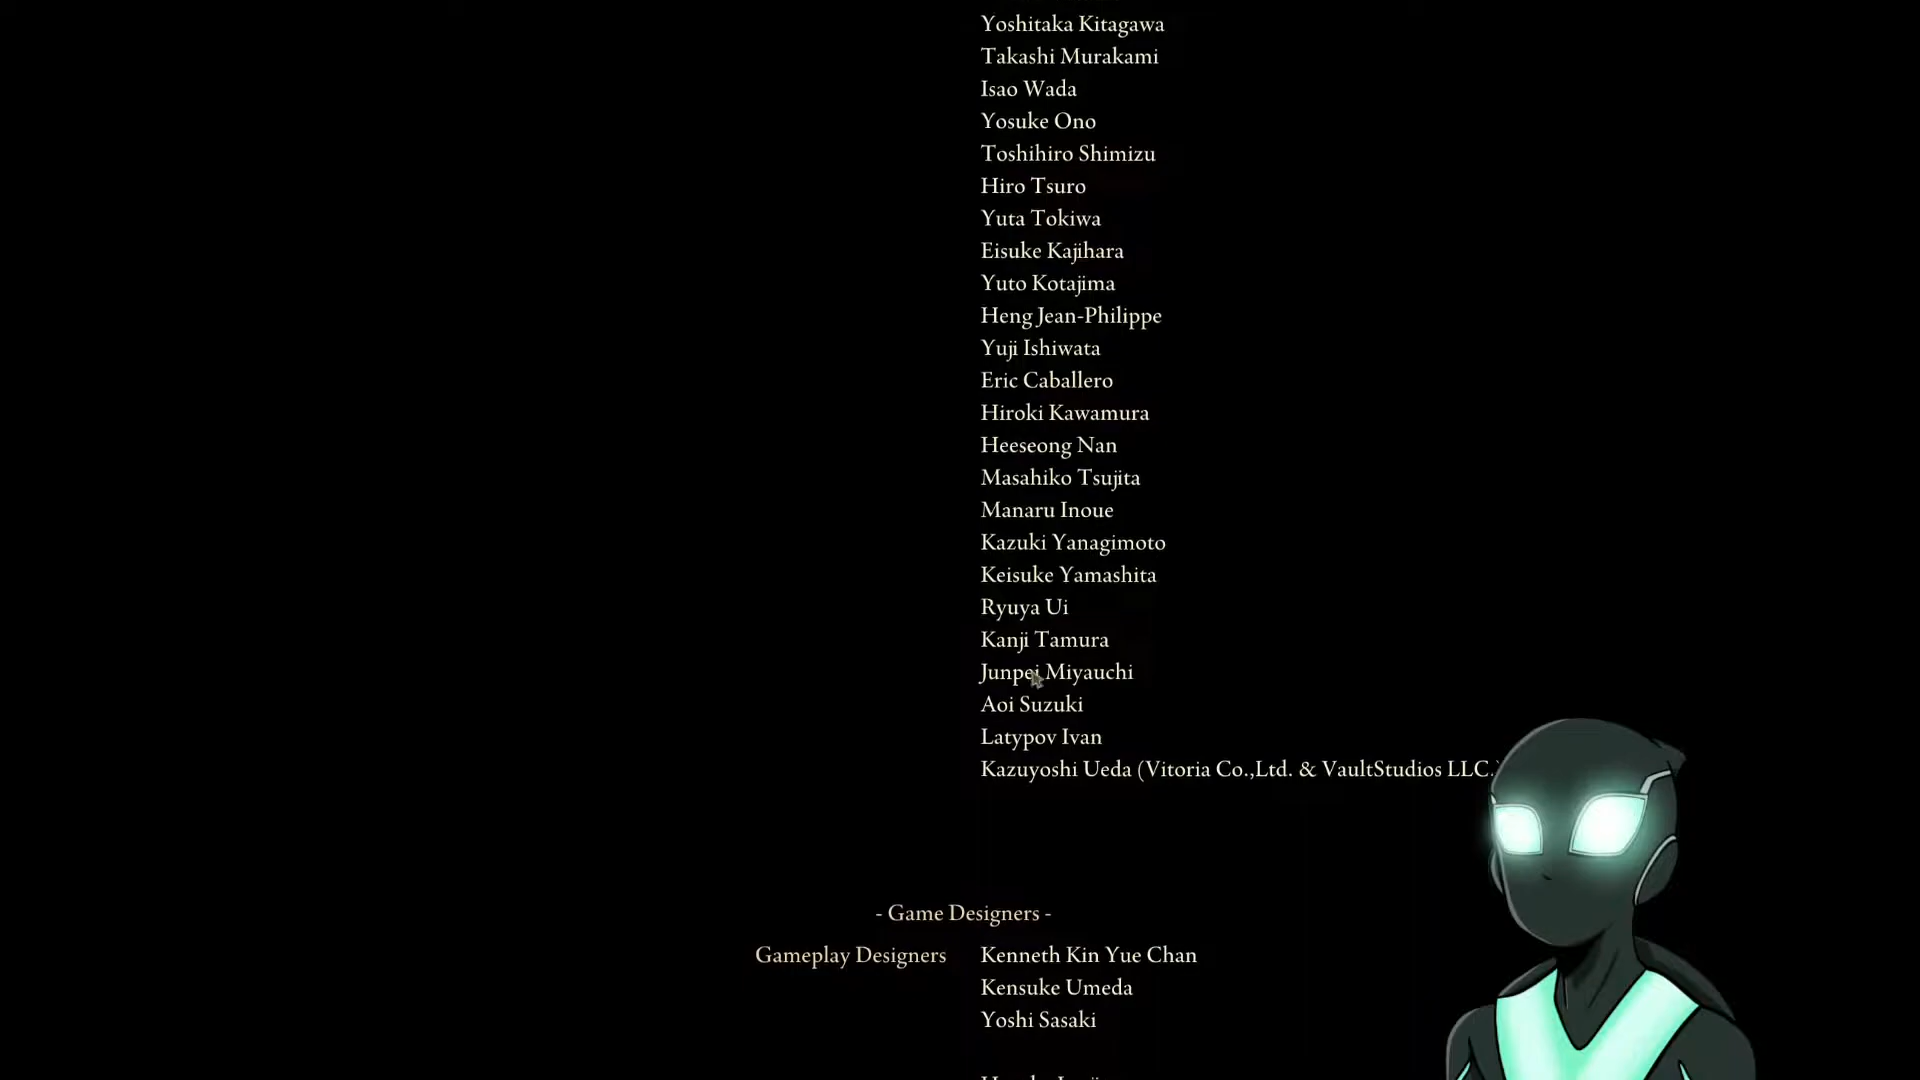 Yoshitaka Kitagawa
Takashi Murakami
Isao Wada
Yosuke Ono
Toshihiro Shimizu
Hiro Tsuro
Yuta Tokiwa
Eisuke Kajihara
Yuto Kotajima
Heng Jean-Philippe
Yuji Ishiwata
Eric Caballero
Hiroki Kawamura
Heeseong Nan
Masahiko Tsujita
Manaru Inoue
Kazuki Yanagimoto
Keisuke Yamashita
Ryuya Ui
Kanji Tamura
Junpei Miyauchi
Aoi Suzuki
Latypov Ivan
Kazuyoshi Ueda (Vitoria Co.,Ltd. & VaultStudios LLC.)
- Game Designers -
Gameplay Designers Kenneth Kin Yue Chan
Kensuke Umeda
Yoshi Sasaki